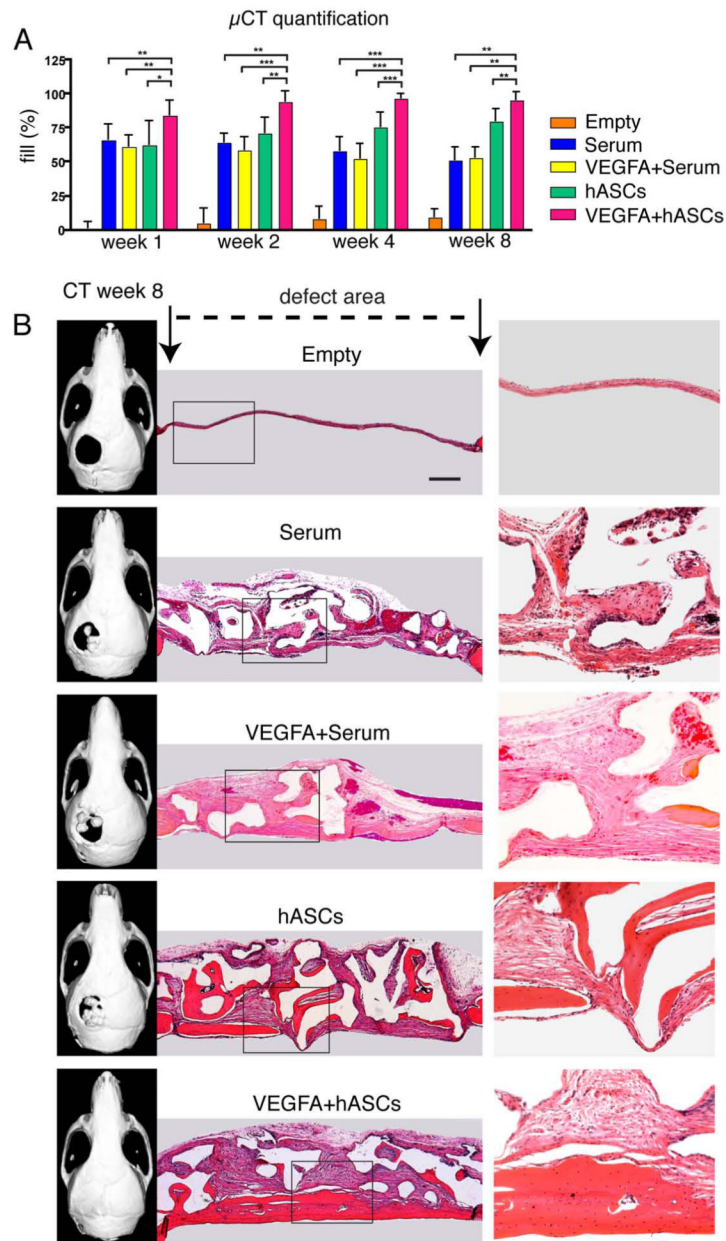 µCT quantification
A
fill (%)
125
100
75
50
25
0
** ** * ** *** ** *** *** *** ** ** **
week 1 week 2 week 4 week 8
Empty
Serum
VEGFA+Serum
hASCs
VEGFA+hASCs
CT week 8
defect area
B
Empty
Serum
VEGFA+Serum
hASCs
VEGFA+hASCs